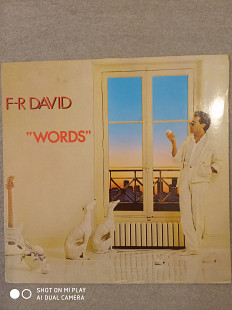 F-R DAVID
"WORDS"
SHOT ON MI PLAY
AI DUAL CAMERA